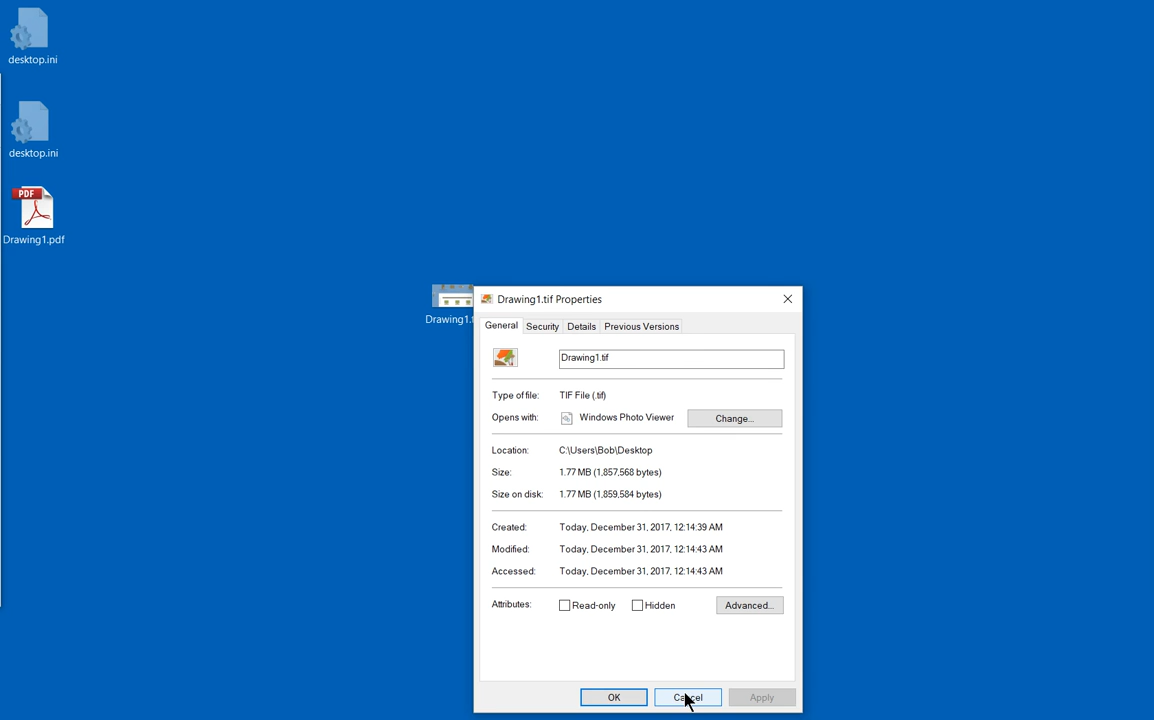 desktop.ini
desktop.ini
PDF
Drawing1.pdf
Drawing1.t
Drawing1.tif Properties
General Security Details Previous Versions
Drawing1.tif
Type of file: TIF File (.tif)
Opens with: Windows Photo Viewer Change...
Location: C:\Users\Bob\Desktop
Size: 1.77 MB (1,857,568 bytes)
Size on disk: 1.77 MB (1,859,584 bytes)
Created: Today, December 31, 2017, 12:14:39 AM
Modified: Today, December 31, 2017, 12:14:43 AM
Accessed: Today, December 31, 2017, 12:14:43 AM
Attributes: Read-only Hidden Advanced...
OK Cancel Apply